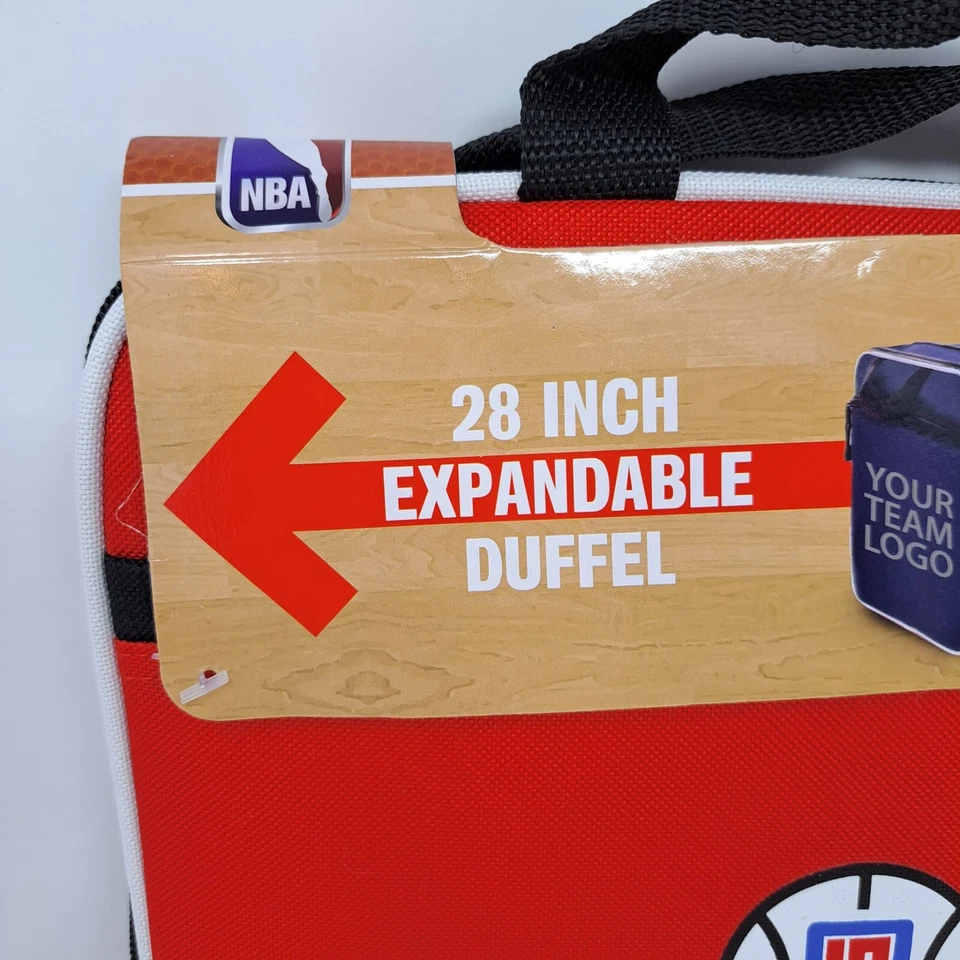 NBA
28 INCH
EXPANDABLE
DUFFEL
YOUR
TEAM
LOGO